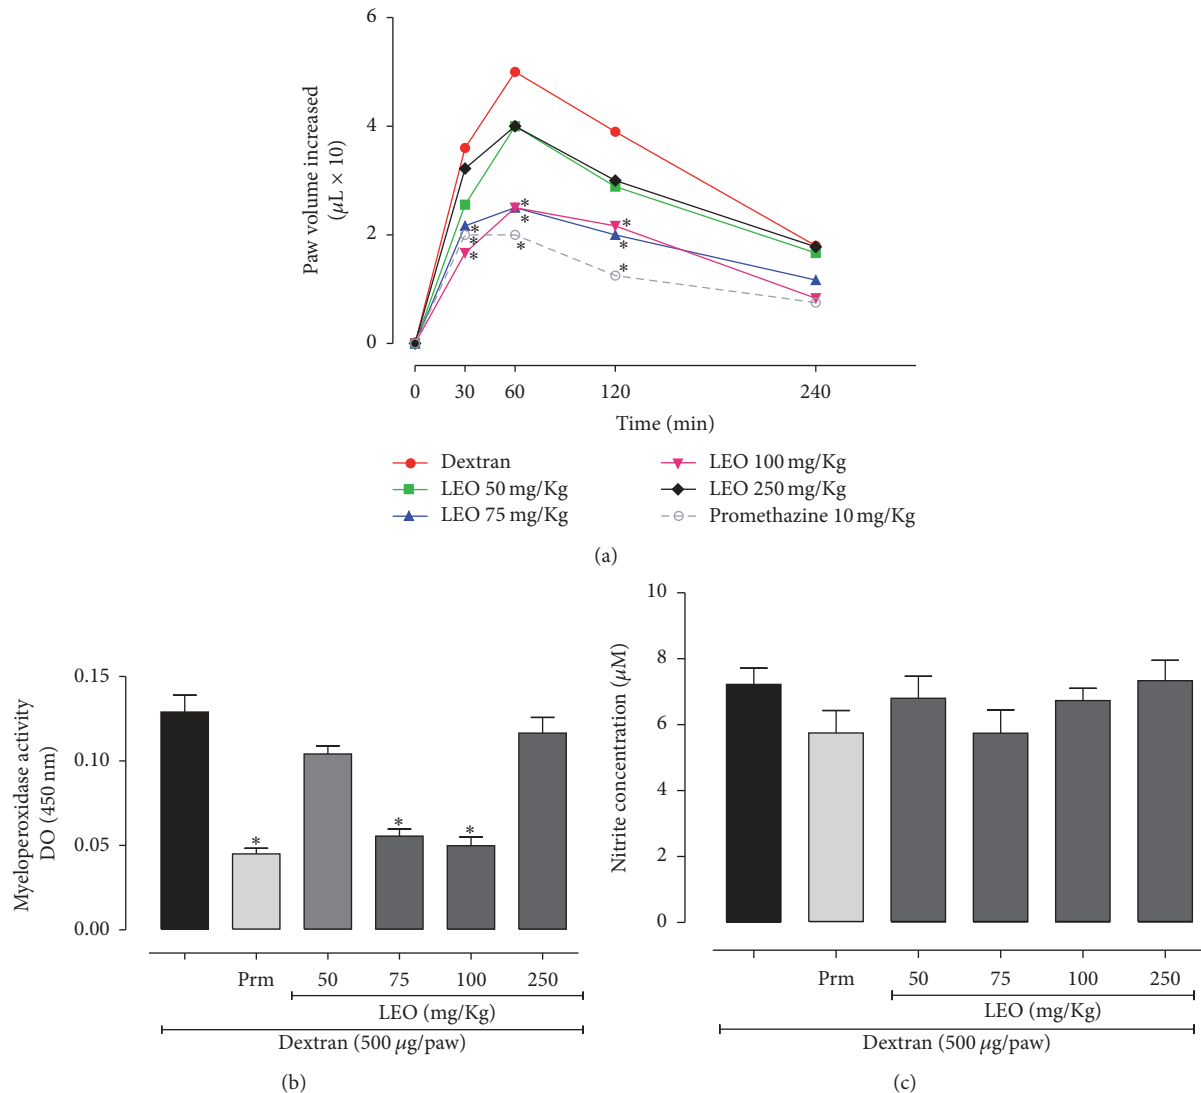 6
4
2
0
Paw volume increased
(μL × 10)
0 30 60 120 240
Time (min)
* * * * * * * * *
Dextran
LEO 50 mg/Kg
LEO 75 mg/Kg
LEO 100 mg/Kg
LEO 250 mg/Kg
Promethazine 10 mg/Kg
(a)
0.15
0.10
0.05
0.00
Myeloperoxidase activity
DO (450 nm)
* * *
Prm 50 75 100 250
LEO (mg/Kg)
Dextran (500 μg/paw)
(b)
10
8
6
4
2
0
Nitrite concentration (μM)
Prm 50 75 100 250
LEO (mg/Kg)
Dextran (500 μg/paw)
(c)